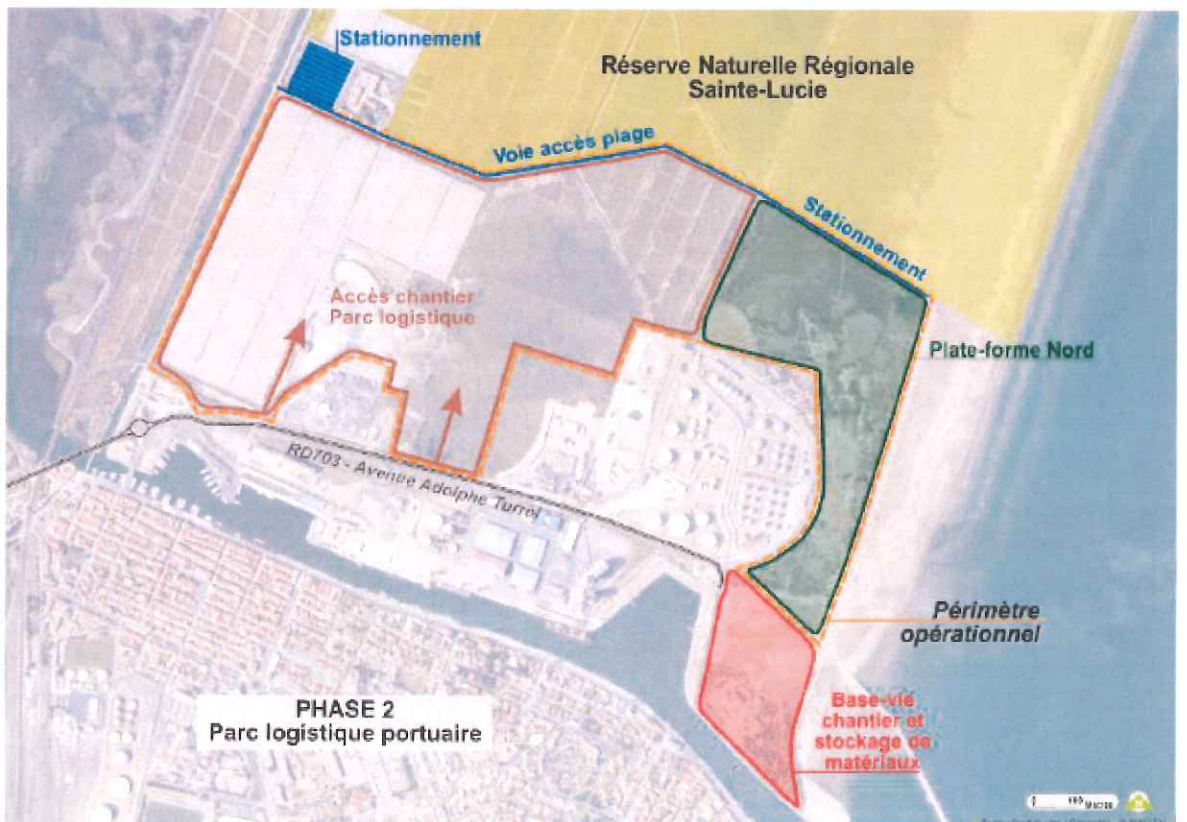 Stationnement
Réserve Naturelle Régionale
Sainte-Lucie
Voie accès plage
Stationnement
Accès chantier
Parc logistique
Plate-forme Nord
RD703 - Avenue Adolphe Turrel
Périmètre
opérationnel
PHASE 2
Parc logistique portuaire
Base-vie
chantier et
stockage de
matériaux